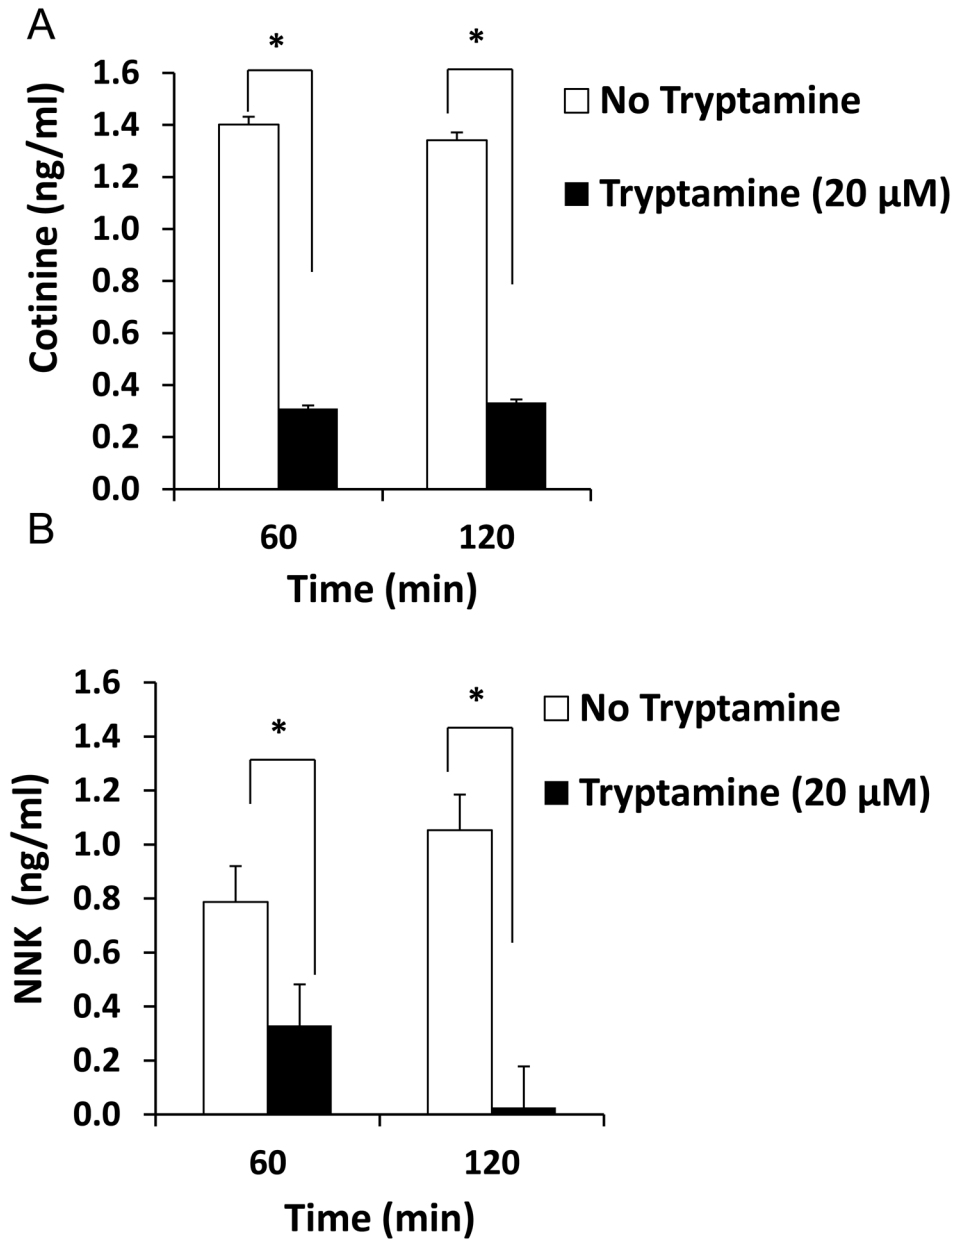 A
*
*
1.6
1.4
1.2
1.0
0.8
0.6
0.4
0.2
0.0
Cotinine (ng/ml)
No Tryptamine
Tryptamine (20 µM)
60
120
Time (min)
B
*
*
1.6
1.4
1.2
1.0
0.8
0.6
0.4
0.2
0.0
NNK (ng/ml)
No Tryptamine
Tryptamine (20 µM)
60
120
Time (min)